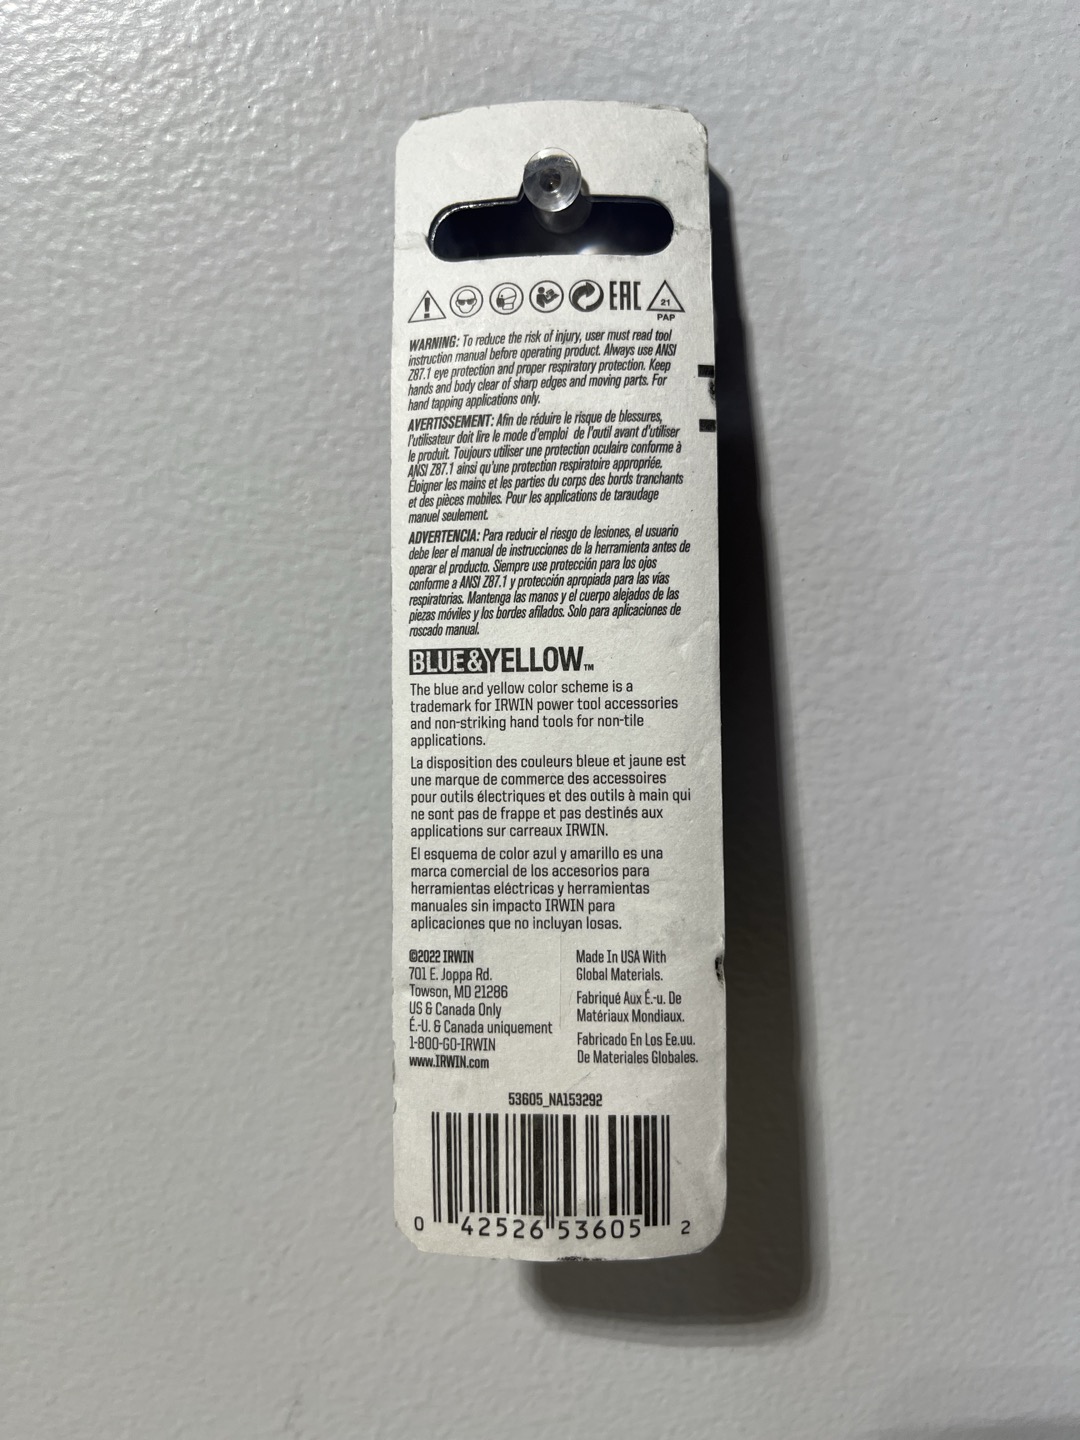 EAC
21
PAP
WARNING: To reduce the risk of injury, user must read tool
instruction manual before operating product. Always use ANSI
Z87.1 eye protection and proper respiratory protection. Keep
hands and body clear of sharp edges and moving parts. For
hand tapping applications only.
AVERTISSEMENT: Afin de réduire le risque de blessures,
l'utilisateur doit lire le mode d'emploi de l'outil avant d'utiliser
le produit. Toujours utiliser une protection oculaire conforme à
ANSI Z87.1 ainsi qu'une protection respiratoire appropriée.
Éloigner les mains et les parties du corps des bords tranchants
et des pièces mobiles. Pour les applications de taraudage
manuel seulement.
ADVERTENCIA: Para reducir el riesgo de lesiones, el usuario
debe leer el manual de instrucciones de la herramienta antes de
operar el producto. Siempre use protección para los ojos
conforme a ANSI Z87.1 y protección apropiada para las vías
respiratorias. Mantenga las manos y el cuerpo alejados de las
piezas móviles y los bordes afilados. Solo para aplicaciones de
roscado manual.
BLUE&YELLOW™
The blue and yellow color scheme is a
trademark for IRWIN power tool accessories
and non-striking hand tools for non-tile
applications.
La disposition des couleurs bleue et jaune est
une marque de commerce des accessoires
pour outils électriques et des outils à main qui
ne sont pas de frappe et pas destinés aux
applications sur carreaux IRWIN.
El esquema de color azul y amarillo es una
marca comercial de los accesorios para
herramientas eléctricas y herramientas
manuales sin impacto IRWIN para
aplicaciones que no incluyan losas.
©2022 IRWIN
701 E. Joppa Rd.
Towson, MD 21286
US & Canada Only
É.-U. & Canada uniquement
1-800-GO-IRWIN
www.IRWIN.com
Made In USA With
Global Materials.
Fabriqué Aux É.-u. De
Matériaux Mondiaux.
Fabricado En Los Ee.uu.
De Materiales Globales.
53605_NA153292
0 42526 53605 2